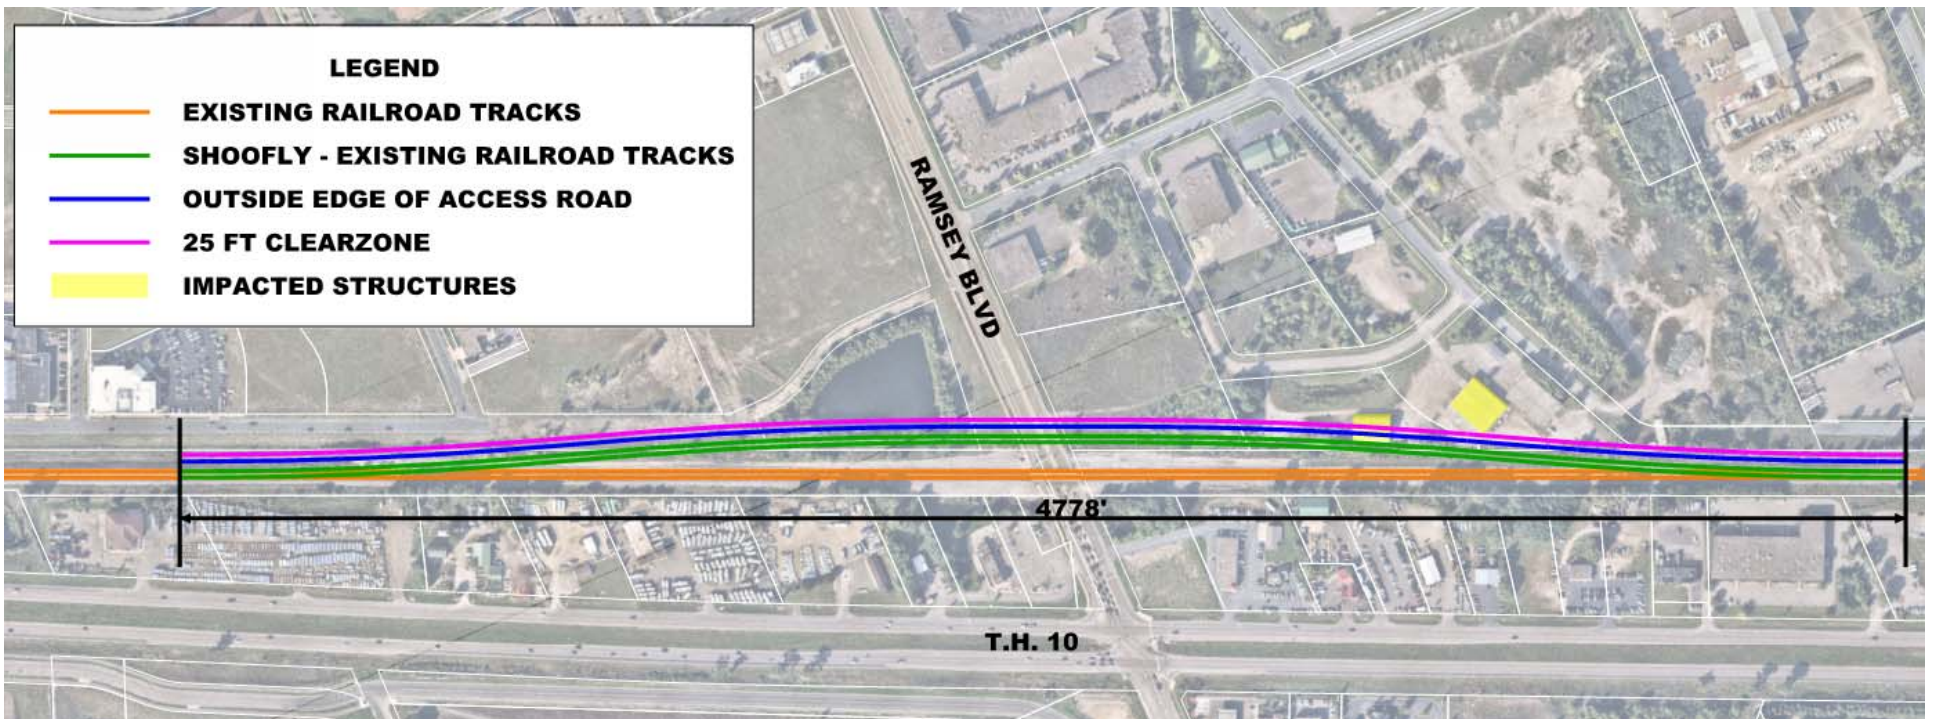 LEGEND
EXISTING RAILROAD TRACKS
SHOOFLY - EXISTING RAILROAD TRACKS
OUTSIDE EDGE OF ACCESS ROAD
25 FT CLEARZONE
IMPACTED STRUCTURES
RAMSEY BLVD
4778'
T.H. 10